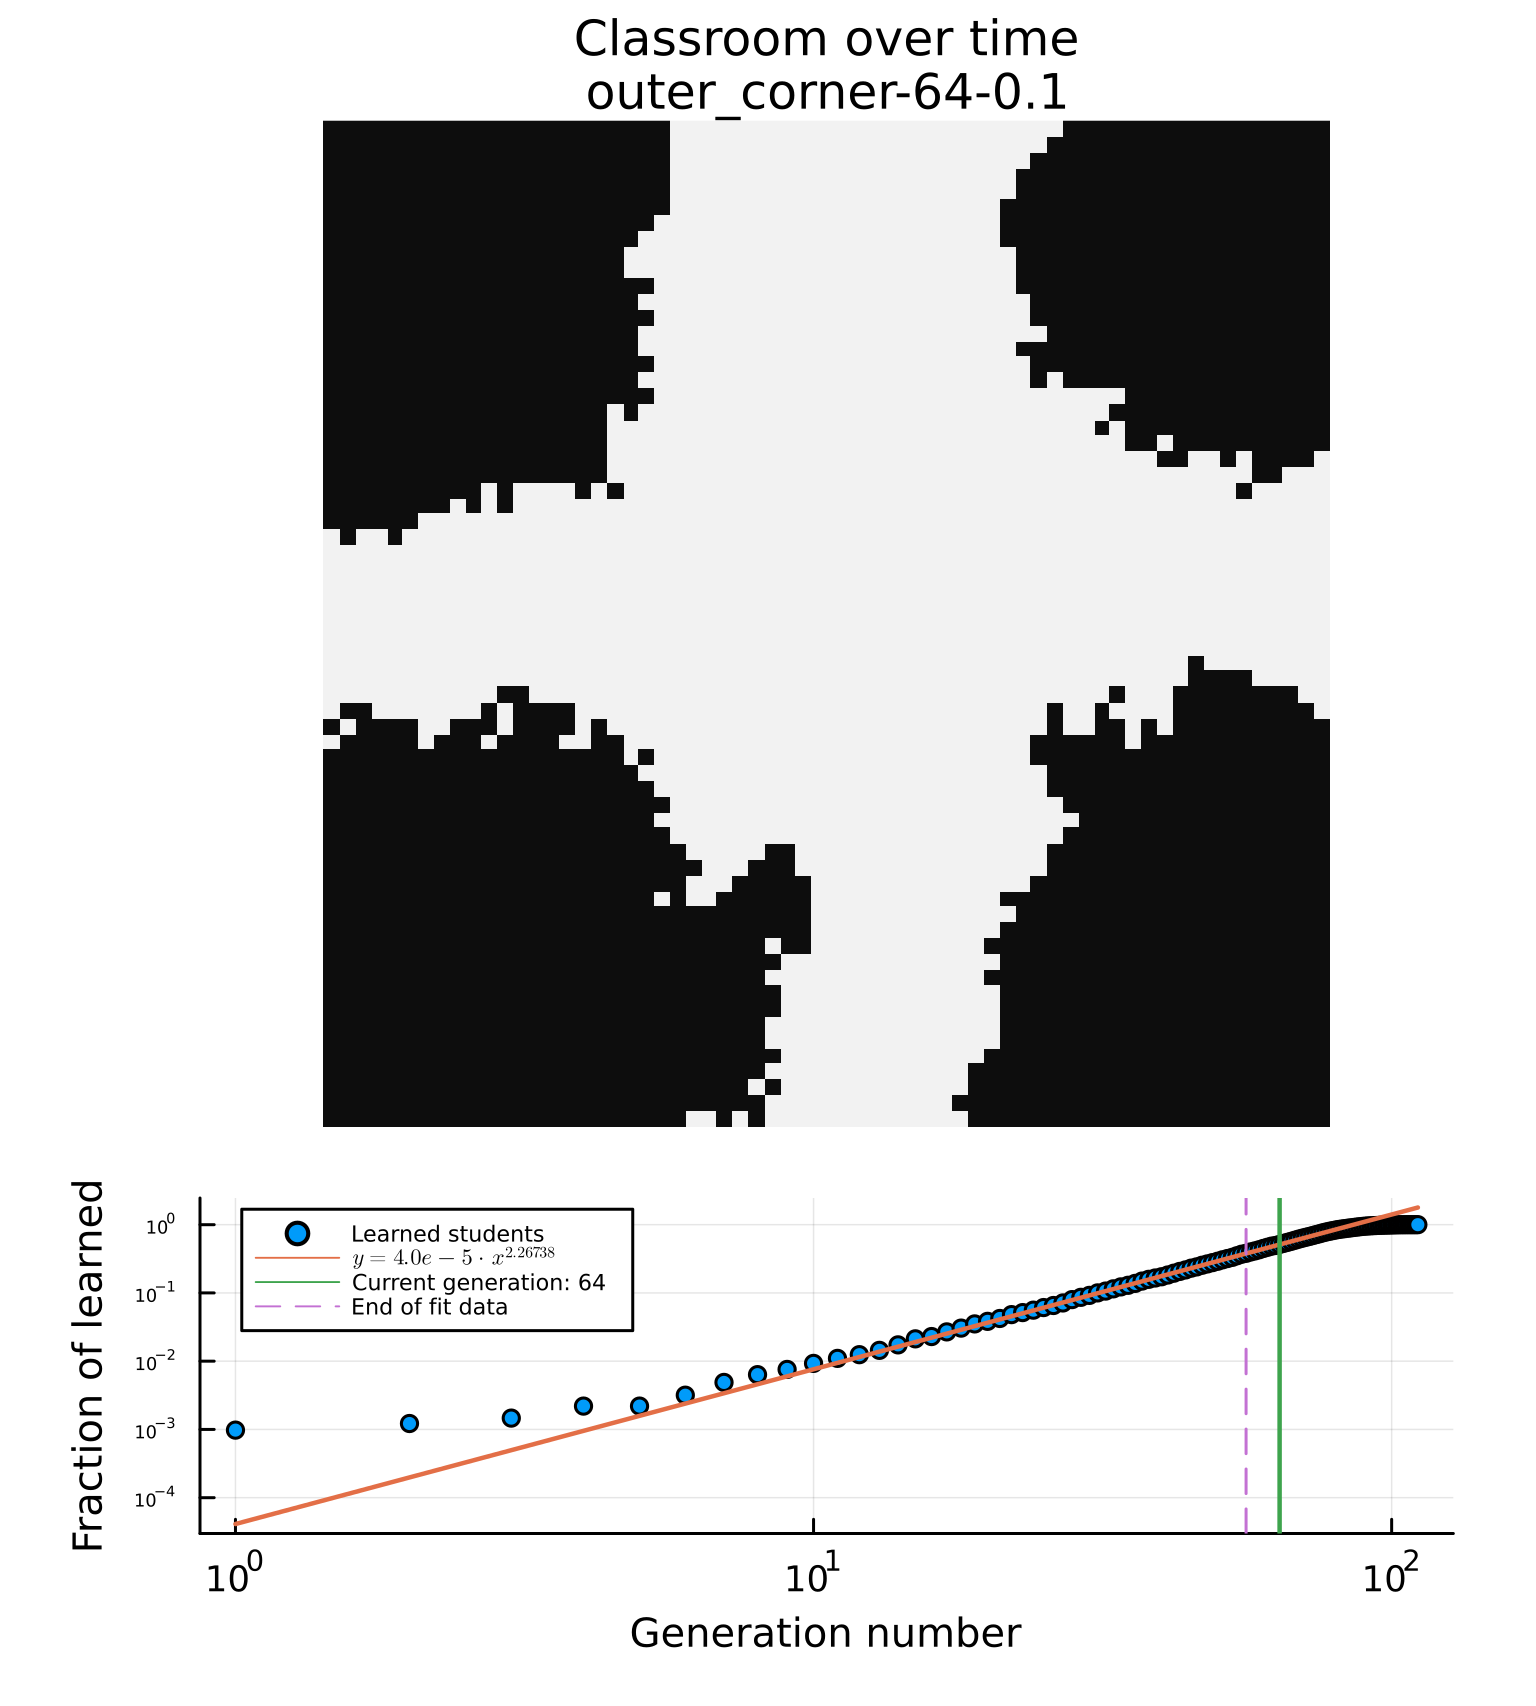 Classroom over time
outer_corner-64-0.1
Fraction of learned
10^0
10^-1
10^-2
10^-3
10^-4
Learned students
y = 4.0e − 5 · x^2.26738
Current generation: 64
End of fit data
10^0
10^1
10^2
Generation number